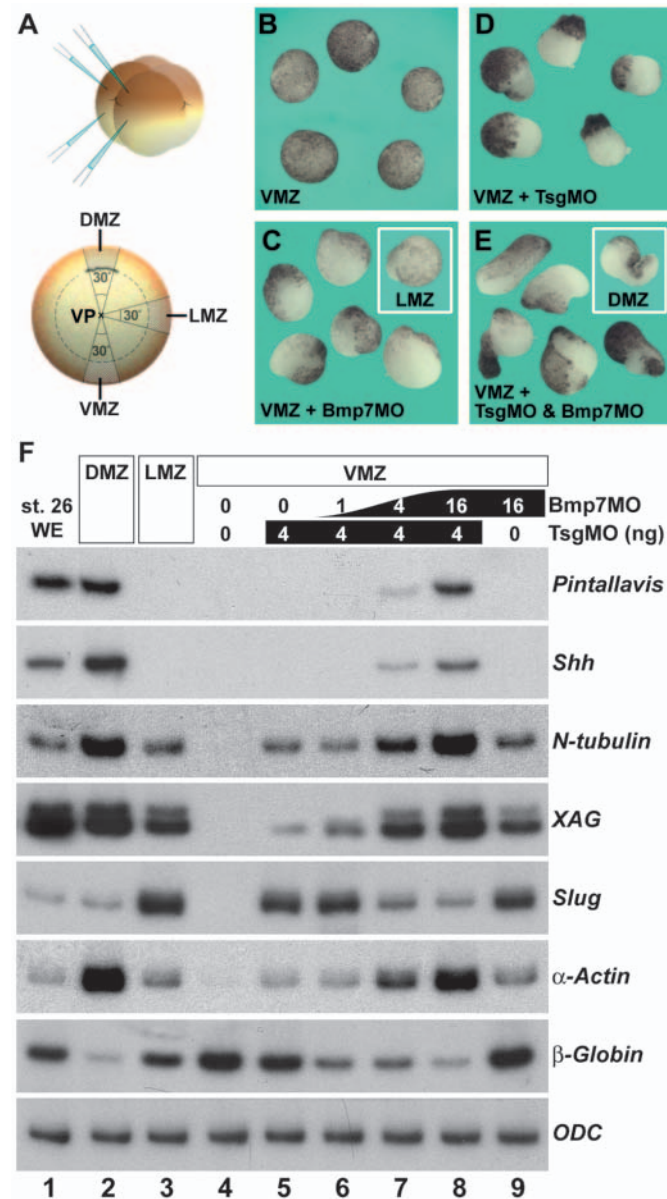 A
DMZ
30°
VP
30°
LMZ
30°
VMZ
B
VMZ
D
VMZ + TsgMO
C
LMZ
VMZ + Bmp7MO
E
DMZ
VMZ +
TsgMO & Bmp7MO
F
DMZ LMZ VMZ
st. 26
WE
0 0 1 4 16 16 Bmp7MO
0 4 4 4 4 0 TsgMO (ng)
Pintallavis
Shh
N-tubulin
XAG
Slug
α-Actin
β-Globin
ODC
1 2 3 4 5 6 7 8 9